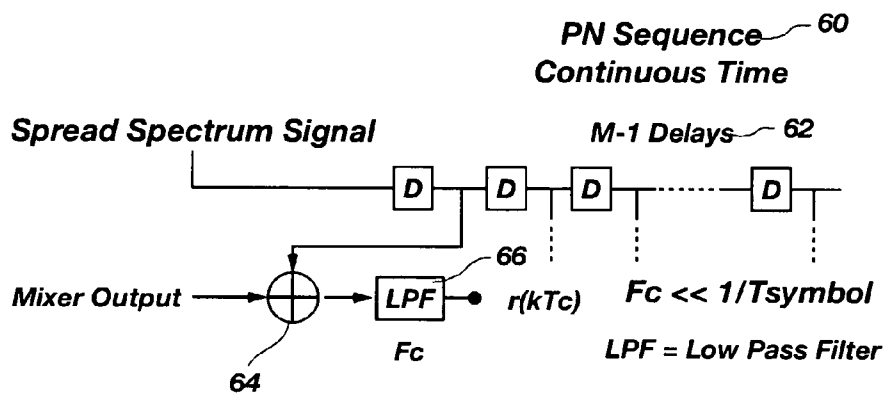 PN Sequence 60
Continuous Time
Spread Spectrum Signal
M-1 Delays 62
D D D D
66
Mixer Output LPF r(kTc) Fc << 1/Tsymbol
Fc LPF = Low Pass Filter
64